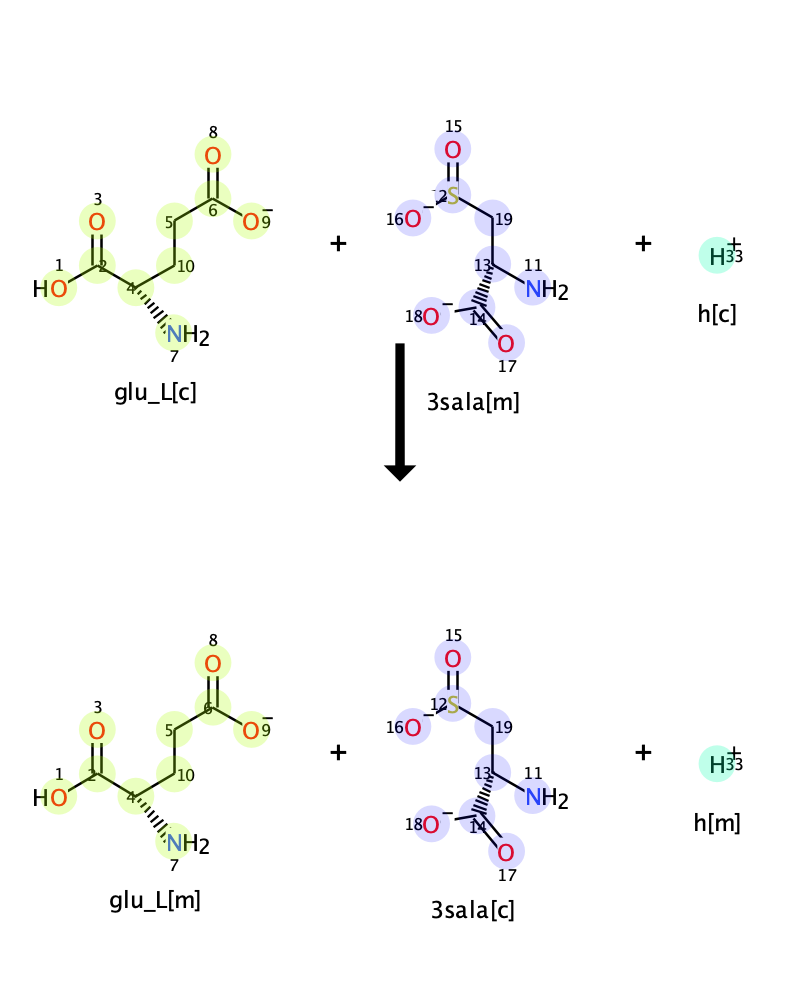 8
O
15
O
3
O
5
6
O
−
9
12
S
16
O
−
19
+
+
H
+
33
1
HO
2
4
10
13
11
NH2
NH2
7
18
O
−
14
O
17
h[c]
glu_L[c]
3sala[m]
8
O
15
O
3
O
5
6
O
−
9
12
S
16
O
−
19
+
+
H
+
33
1
HO
2
4
10
13
11
NH2
NH2
7
18
O
−
14
O
17
h[m]
glu_L[m]
3sala[c]